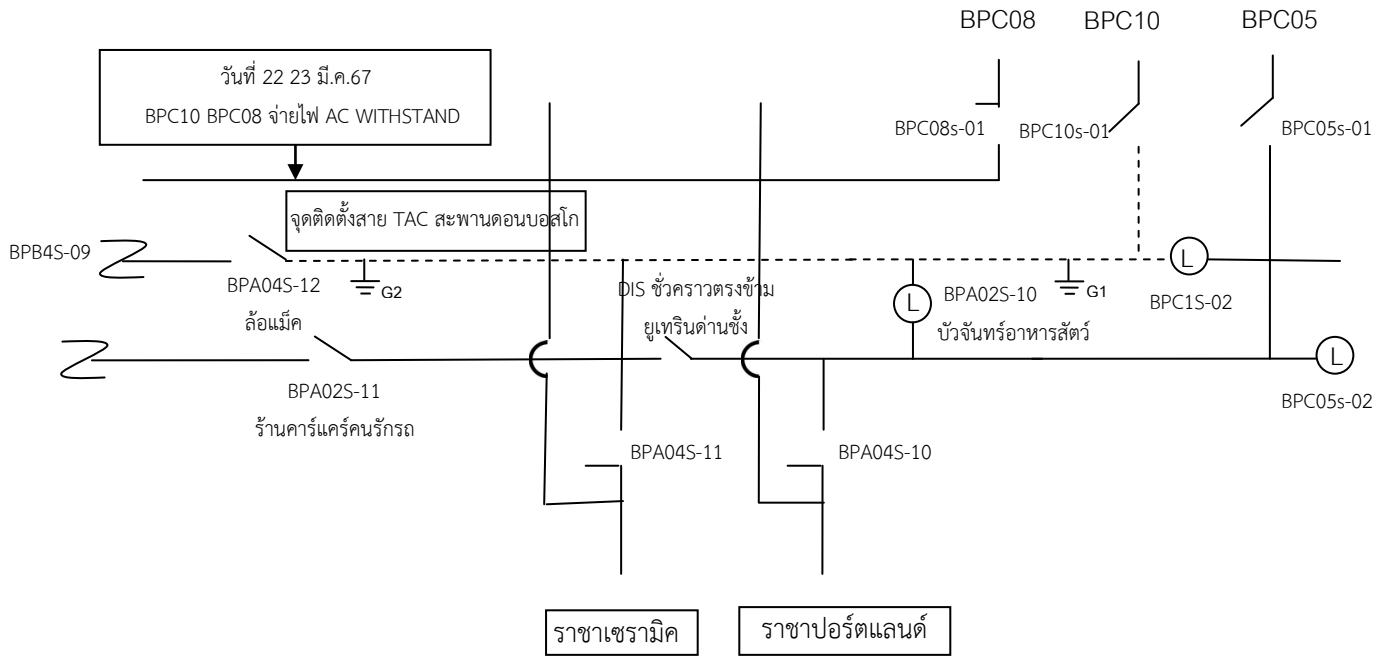 BPC08
BPC10
BPC05
วันที่ 22 23 มี.ค.67
BPC10 BPC08 จ่ายไฟ AC WITHSTAND
BPC08s-01
BPC10s-01
BPC05s-01
จุดติดตั้งสาย TAC สะพานดอนบอสโก
BPB4S-09
L
BPA04S-12
ล้อแม็ค
G2
DIS ชั่วคราวตรงข้าม
ยูเทรินด่านชั้ง
L
BPA02S-10
บัวจันทร์อาหารสัตว์
G1
BPC1S-02
L
BPA02S-11
ร้านคาร์แคร์คนรักรถ
BPC05s-02
BPA04S-11
BPA04S-10
ราชาเซรามิค
ราชาปอร์ตแลนด์